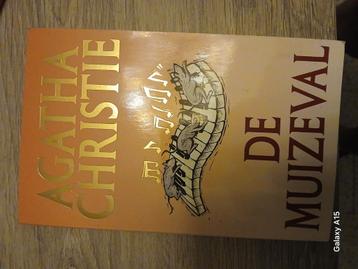 AGATHA
CHRISTIE
DE
MUIZEVAL
Galaxy A15